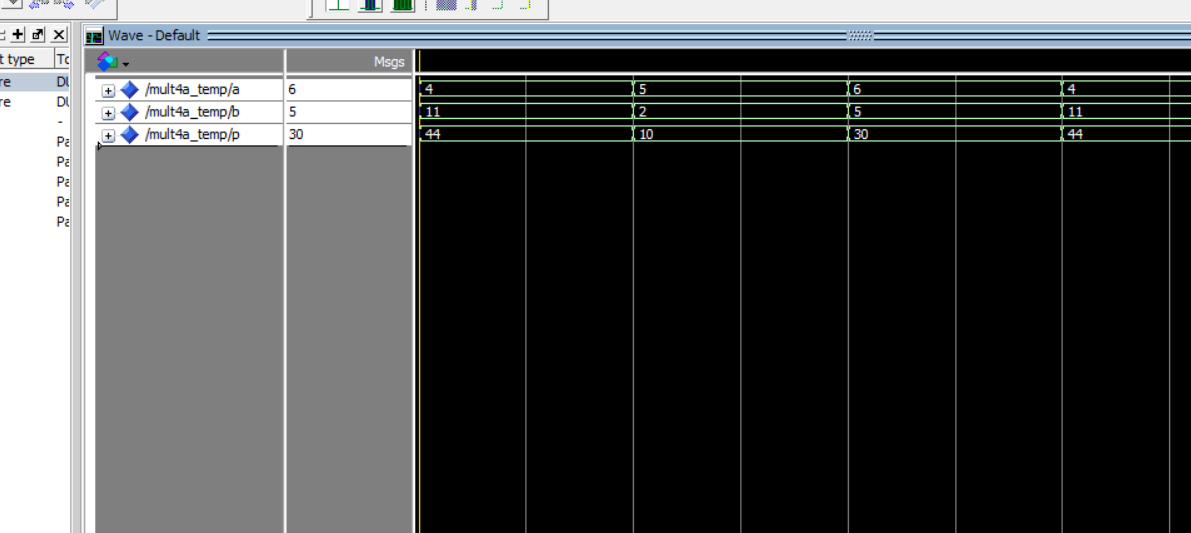 Wave - Default
t type To
Msgs
re DU
/mult4a_temp/a 6 4 5 6 4
re DU
/mult4a_temp/b 5 11 2 5 11
-
/mult4a_temp/p 30 44 10 30 44
Pa
Pa
Pa
Pa
Pa